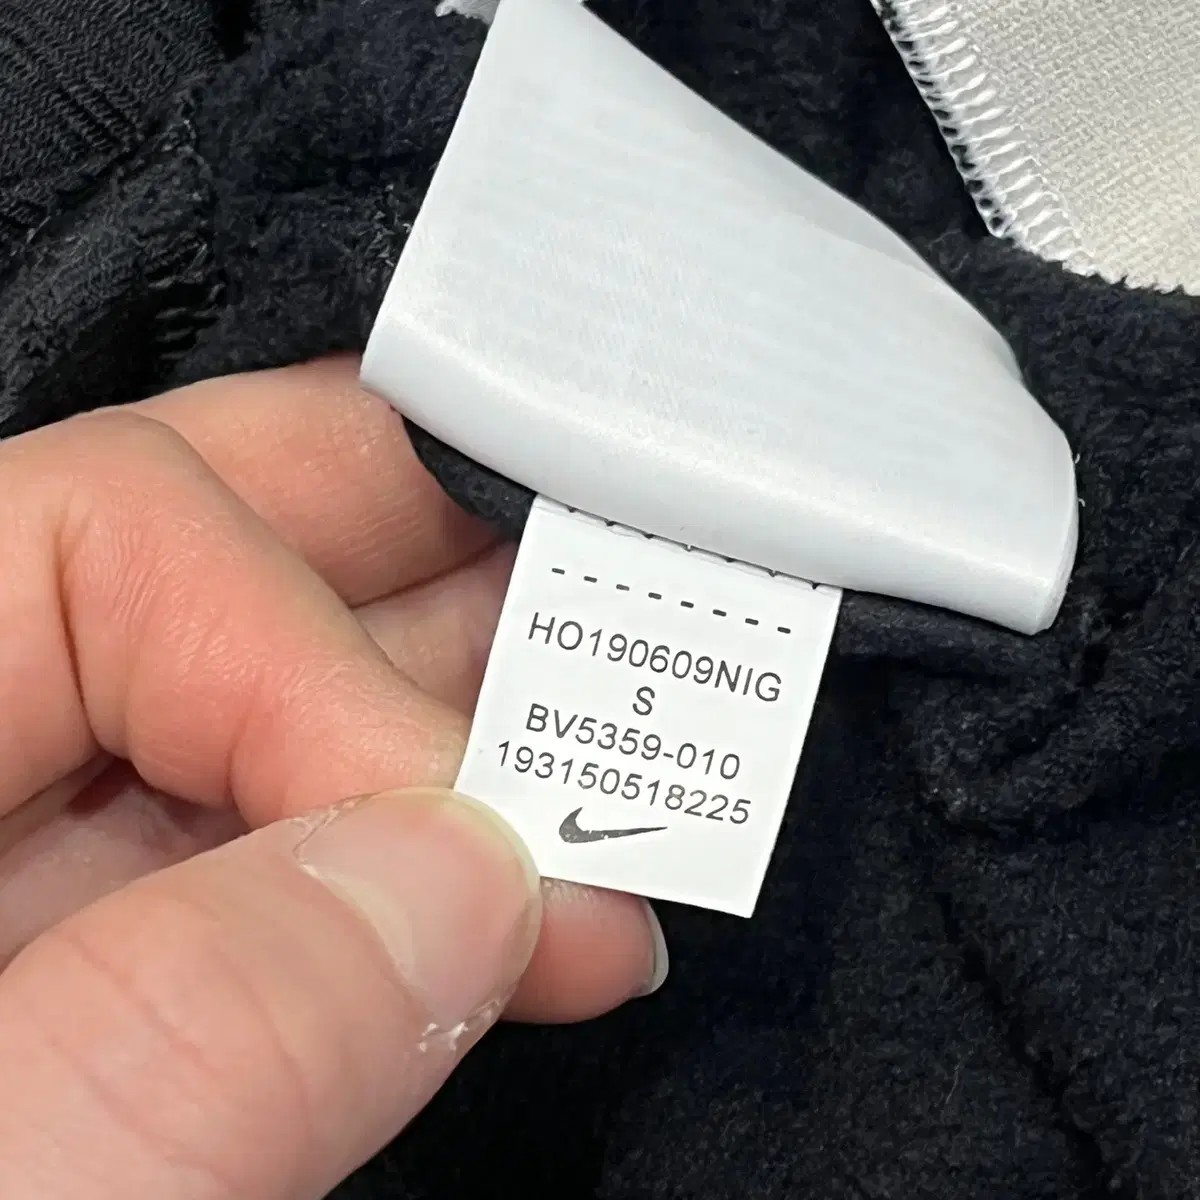 --------
HO190609NIG
S
BV5359-010
193150518225